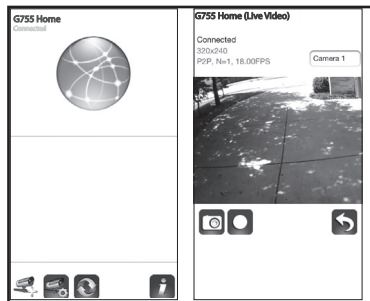 G755 Home
Connected
G755 Home (Live Video)
Connected
320x240
P2P, N=1, 18.00FPS
Camera 1
i